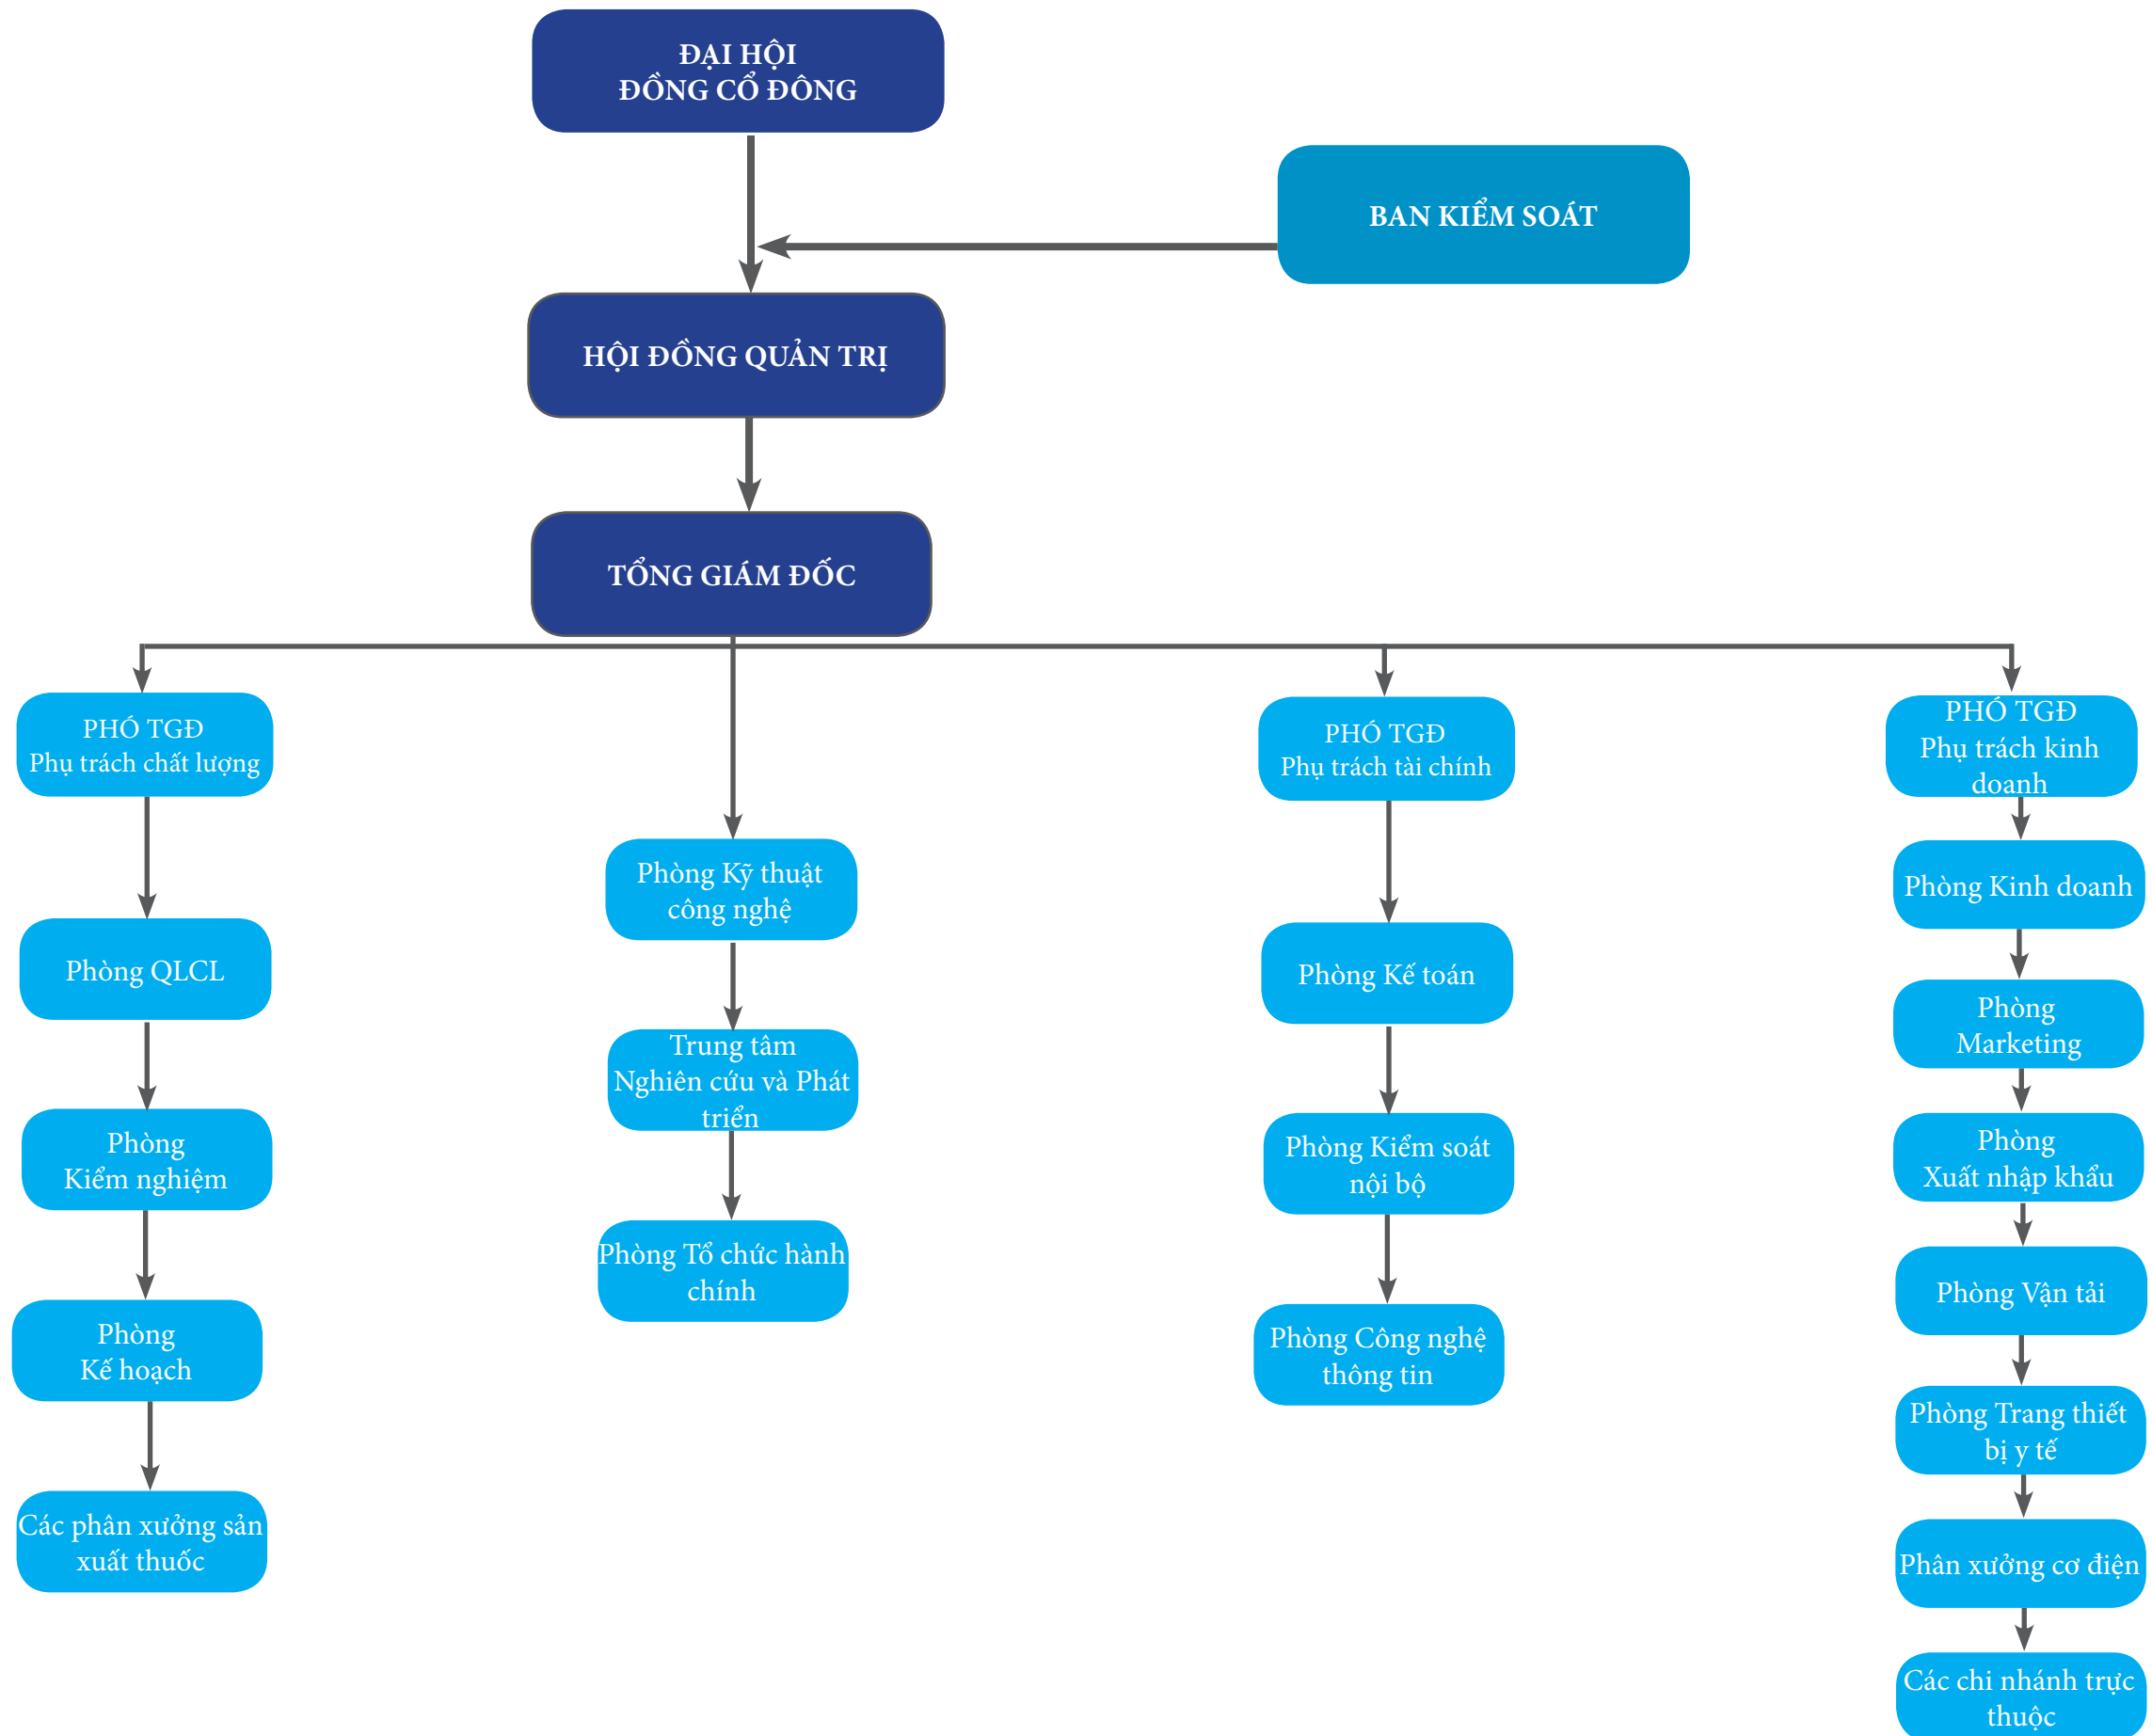 ĐẠI HỘI
ĐỒNG CỔ ĐÔNG
BAN KIỂM SOÁT
HỘI ĐỒNG QUẢN TRỊ
TỔNG GIÁM ĐỐC
PHÓ TGĐ
Phụ trách chất lượng
Phòng QLCL
Phòng
Kiểm nghiệm
Phòng
Kế hoạch
Các phân xưởng sản
xuất thuốc
Phòng Kỹ thuật
công nghệ
Trung tâm
Nghiên cứu và Phát
triển
Phòng Tổ chức hành
chính
PHÓ TGĐ
Phụ trách tài chính
Phòng Kế toán
Phòng Kiểm soát
nội bộ
Phòng Công nghệ
thông tin
PHÓ TGĐ
Phụ trách kinh
doanh
Phòng Kinh doanh
Phòng
Marketing
Phòng
Xuất nhập khẩu
Phòng Vận tải
Phòng Trang thiết
bị y tế
Phân xưởng cơ điện
Các chi nhánh trực
thuộc